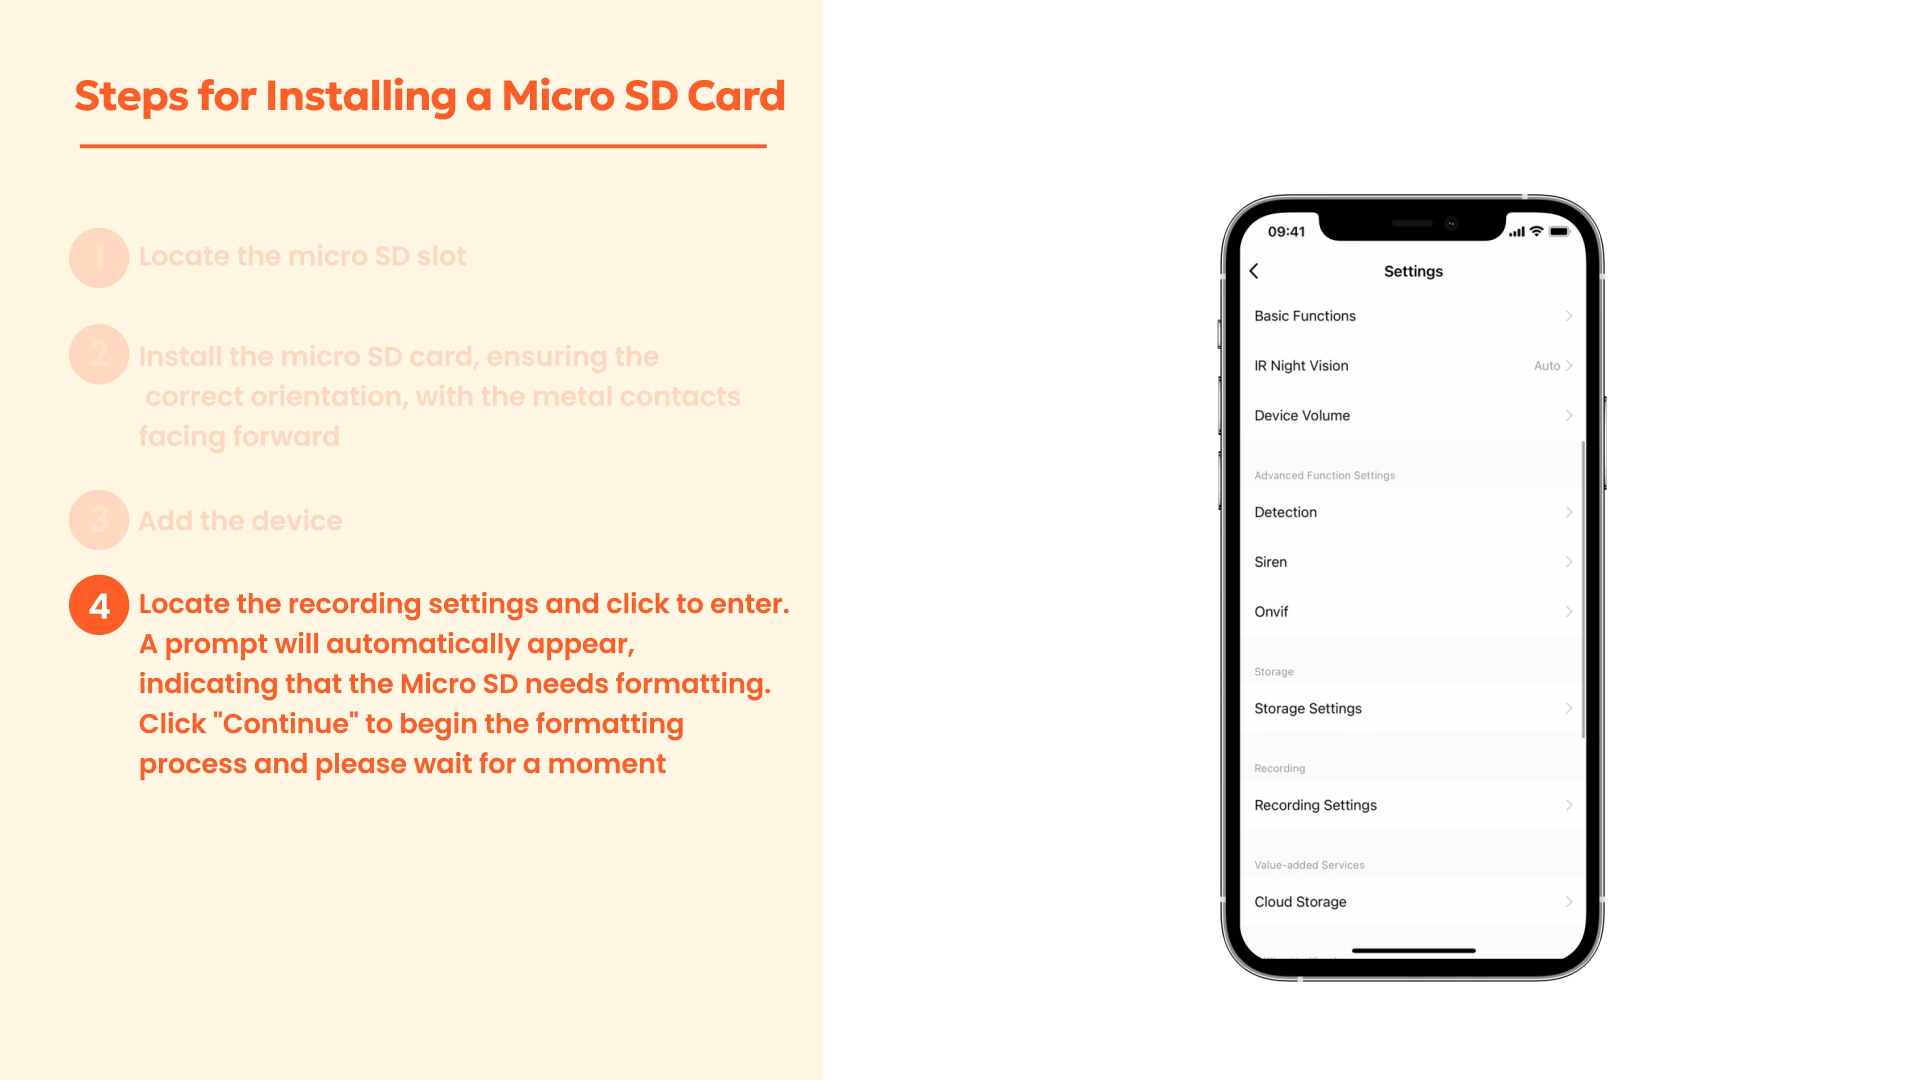 Steps for Installing a Micro SD Card
1
Locate the micro SD slot
2
Install the micro SD card, ensuring the
correct orientation, with the metal contacts
facing forward
3
Add the device
4
Locate the recording settings and click to enter.
A prompt will automatically appear,
indicating that the Micro SD needs formatting.
Click "Continue" to begin the formatting
process and please wait for a moment
09:41
Settings
Basic Functions
IR Night Vision Auto
Device Volume
Advanced Function Settings
Detection
Siren
Onvif
Storage
Storage Settings
Recording
Recording Settings
Value-added Services
Cloud Storage